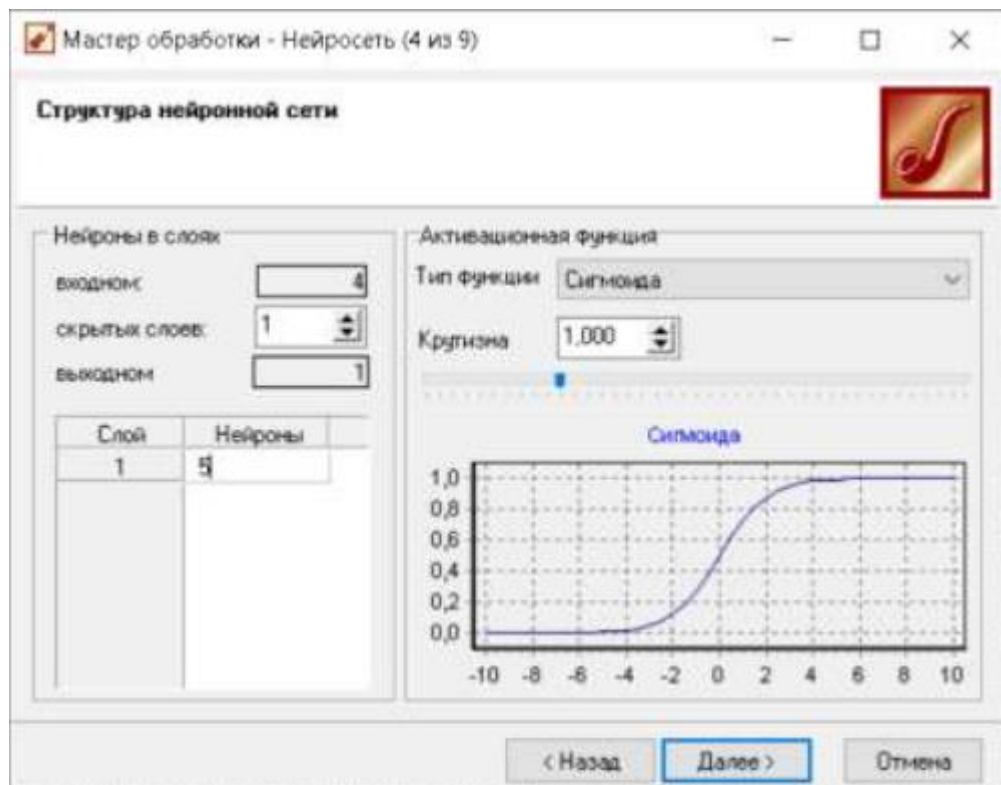 Мастер обработки - Нейросеть (4 из 9)
Структура нейронной сети
Нейроны в слоях
входном: 4
скрытых слоев: 1
выходном 1
Слой Нейроны
1 5
Активационная функция
Тип функции Сигмоида
Крутизна 1,000
Сигмоида
1,0
0,8
0,6
0,4
0,2
0,0
-10 -8 -6 -4 -2 0 2 4 6 8 10
< Назад Далее > Отмена